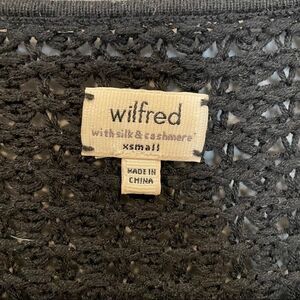 wilfred
with silk & cashmere
xsmall
MADE IN
CHINA